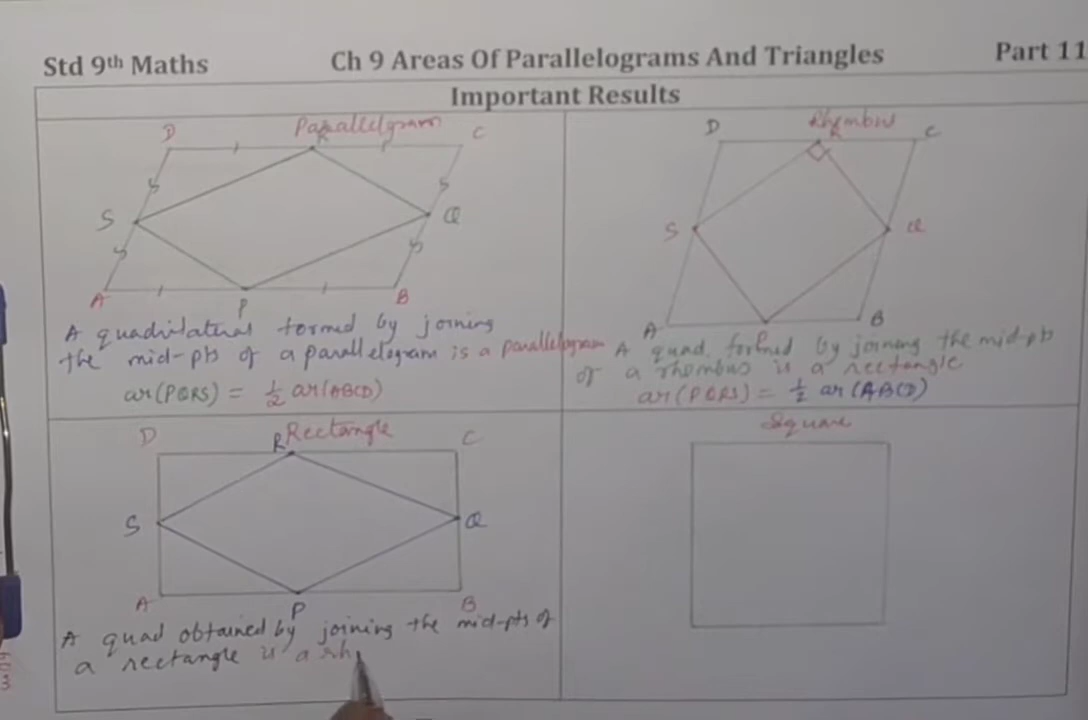 Std 9th Maths
Ch 9 Areas Of Parallelograms And Triangles
Part 11
Important Results
Parallelgram
D
R
C
S
Q
A
P
B
A quadrilateral formed by joining
the mid-pts of a parallelogram is a parallelogram
ar(PQRS) = 1/2 ar(ABCD)
Rhombus
D
R
C
S
Q
A
P
B
A quad. formed by joining the mid-pts
of a rhombus is a rectangle
ar(PQRS) = 1/2 ar(ABCD)
Rectangle
D
R
C
S
Q
A
P
B
A quad obtained by joining the mid-pts of
a rectangle is a rh
Square